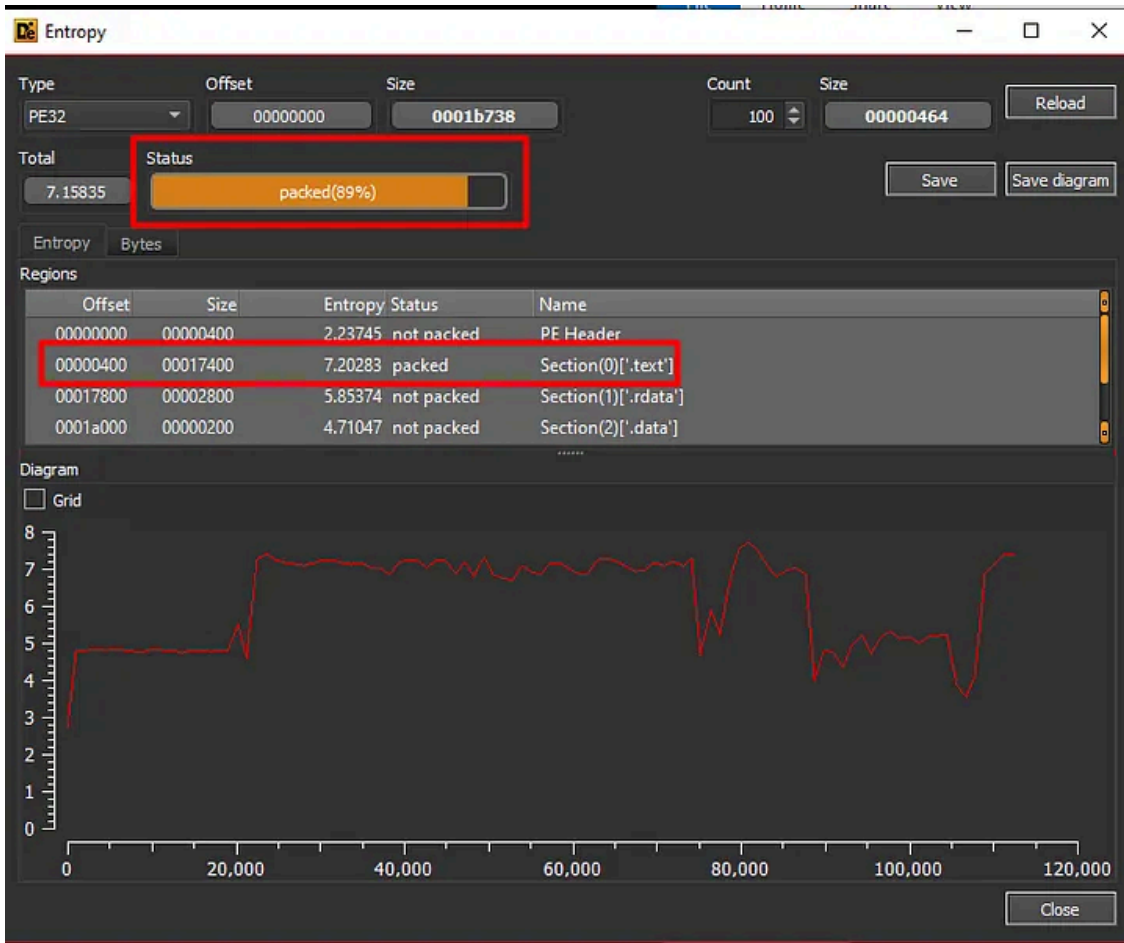 Entropy
Type Offset Size Count Size
PE32 00000000 0001b738 100 00000464 Reload
Total Status
7.15835 packed(89%) Save Save diagram
Entropy Bytes
Regions
Offset Size Entropy Status Name
00000000 00000400 2.23745 not packed PE Header
00000400 00017400 7.20283 packed Section(0)['.text']
00017800 00002800 5.85374 not packed Section(1)['.rdata']
0001a000 00000200 4.71047 not packed Section(2)['.data']
Diagram
Grid
8
7
6
5
4
3
2
1
0
0 20,000 40,000 60,000 80,000 100,000 120,000
Close